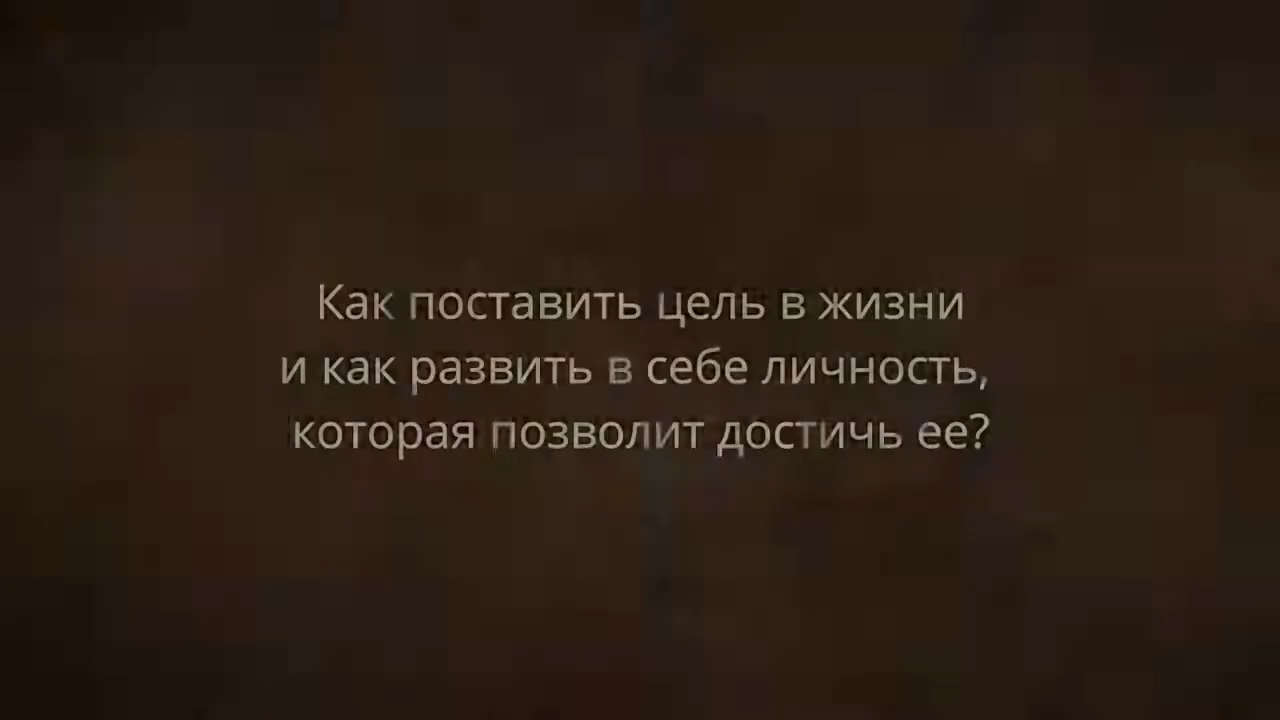 Как поставить цель в жизни
и как развить в себе личность,
которая позволит достичь ее?